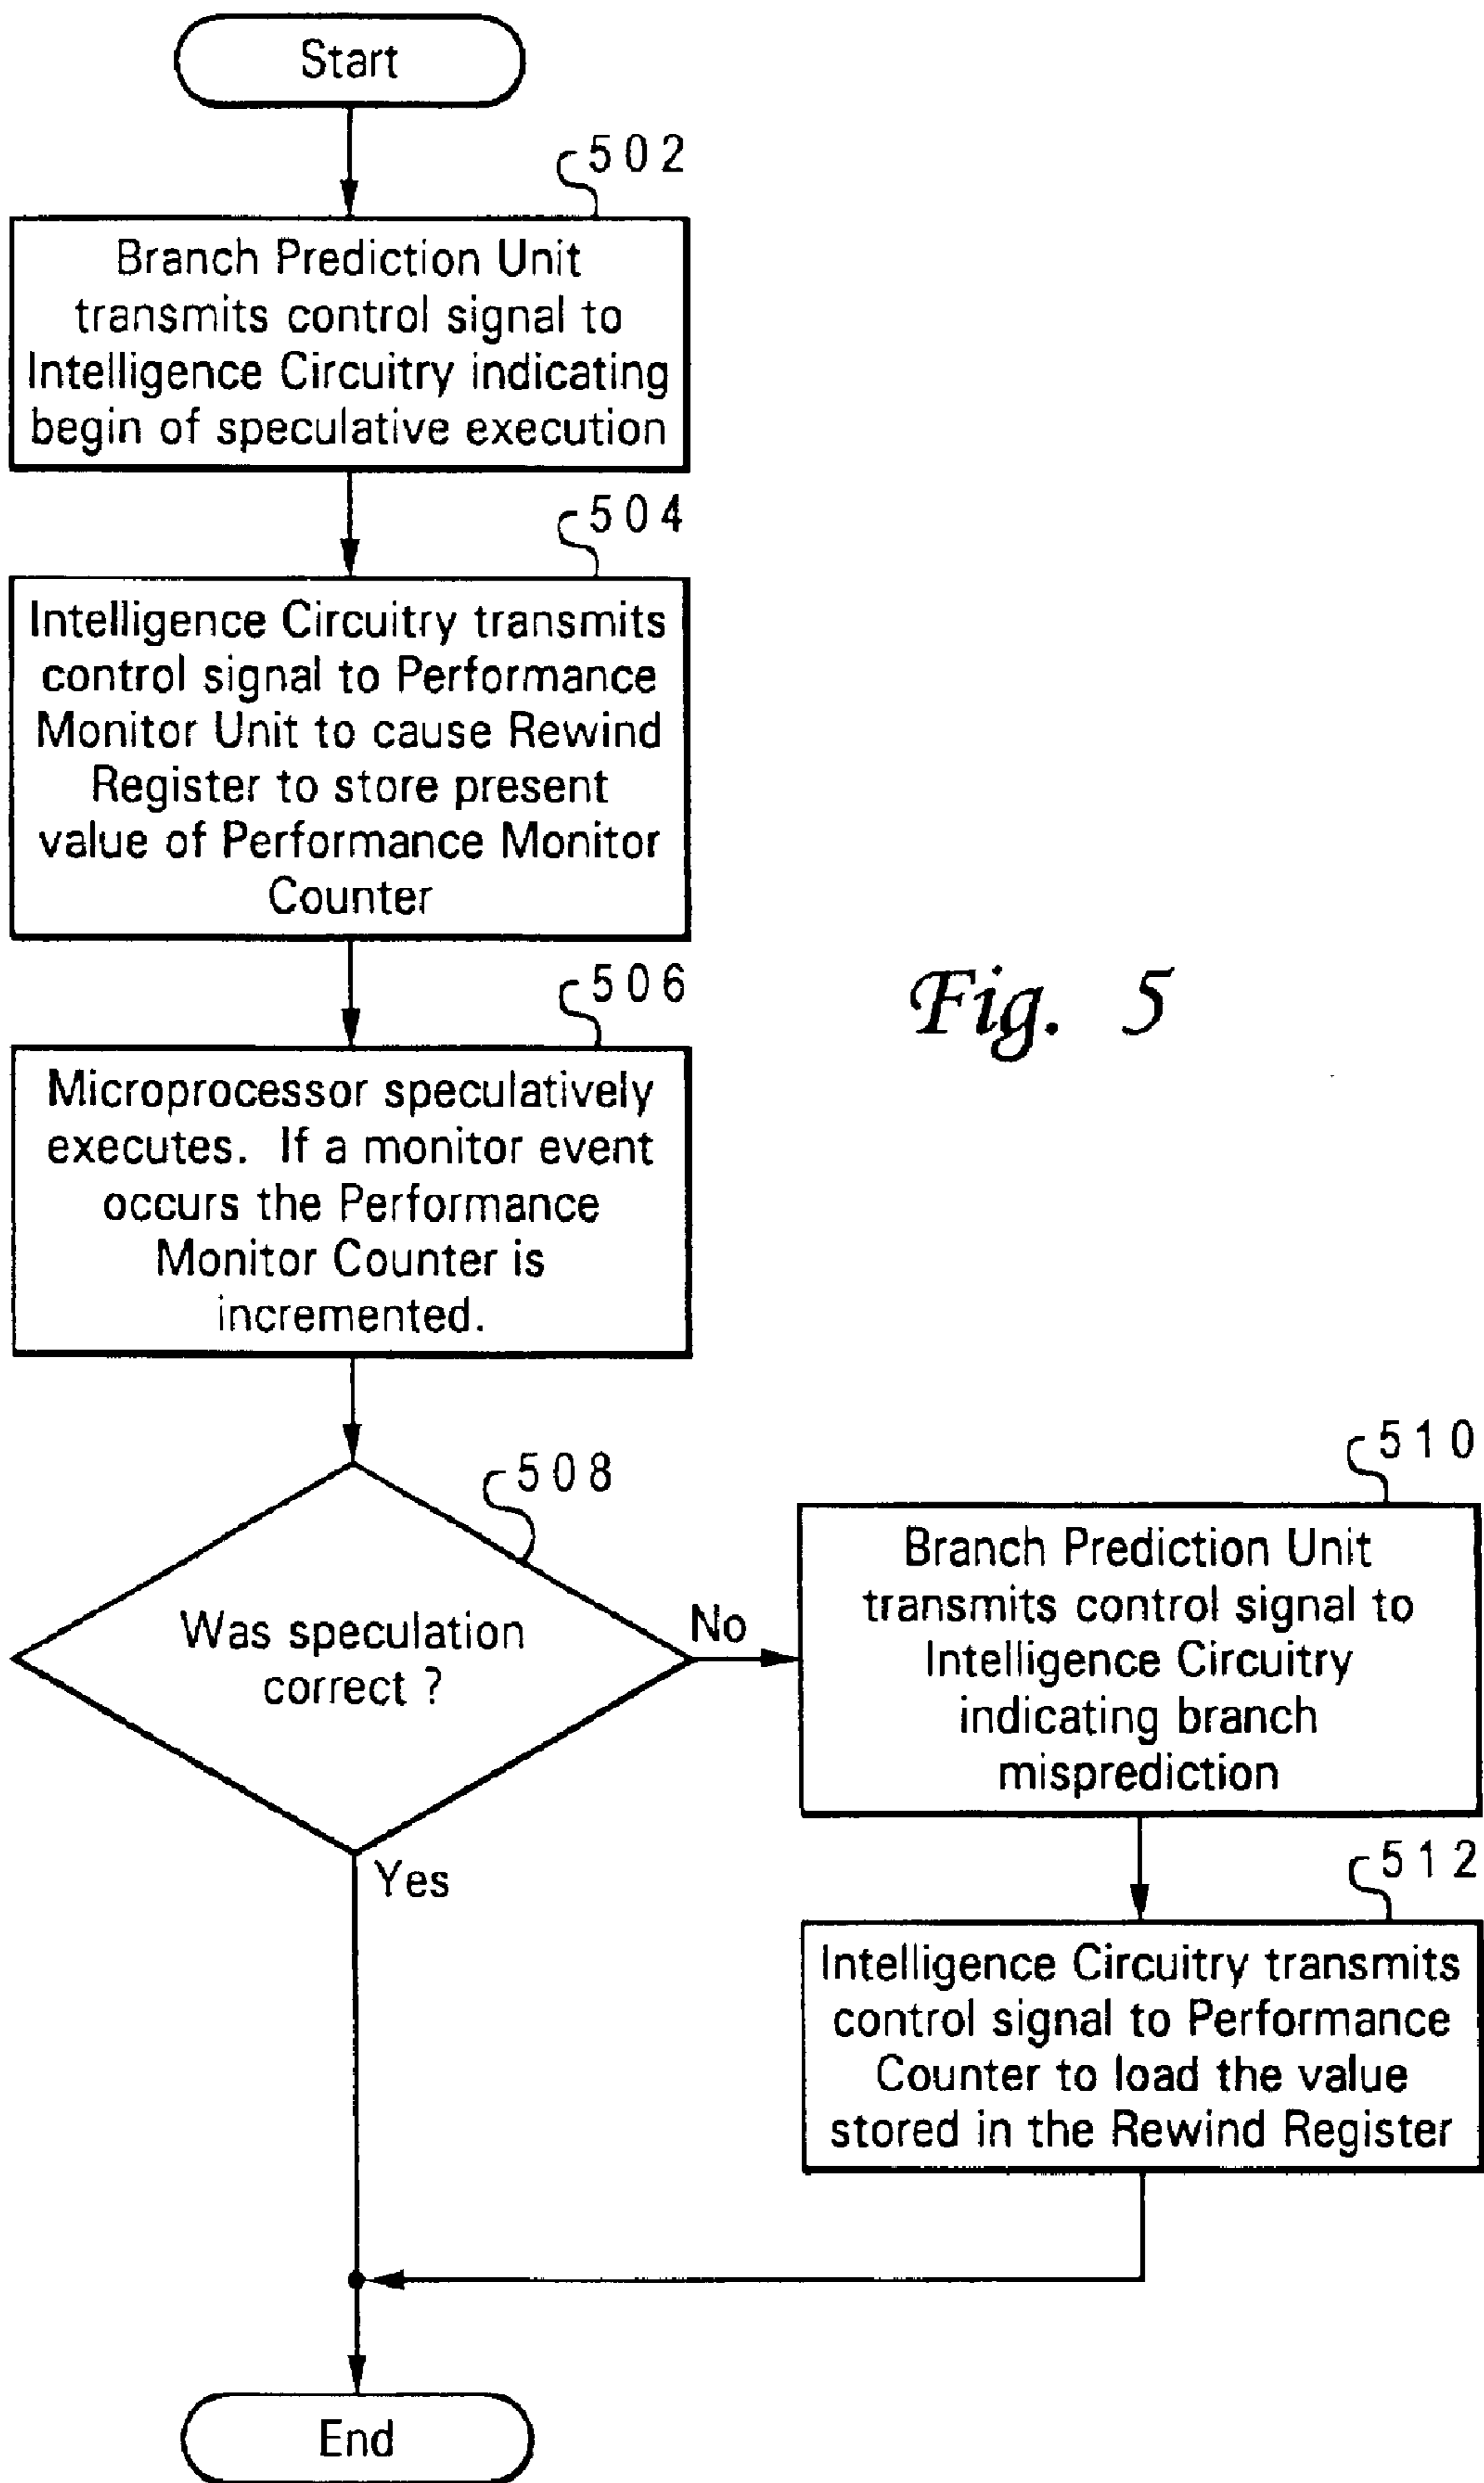 Start
502
Branch Prediction Unit
transmits control signal to
Intelligence Circuitry indicating
begin of speculative execution
504
Intelligence Circuitry transmits
control signal to Performance
Monitor Unit to cause Rewind
Register to store present
value of Performance Monitor
Counter
506
Microprocessor speculatively
executes. If a monitor event
occurs the Performance
Monitor Counter is
incremented.
Fig. 5
508
Was speculation
correct ?
No
Yes
510
Branch Prediction Unit
transmits control signal to
Intelligence Circuitry
indicating branch
misprediction
512
Intelligence Circuitry transmits
control signal to Performance
Counter to load the value
stored in the Rewind Register
End